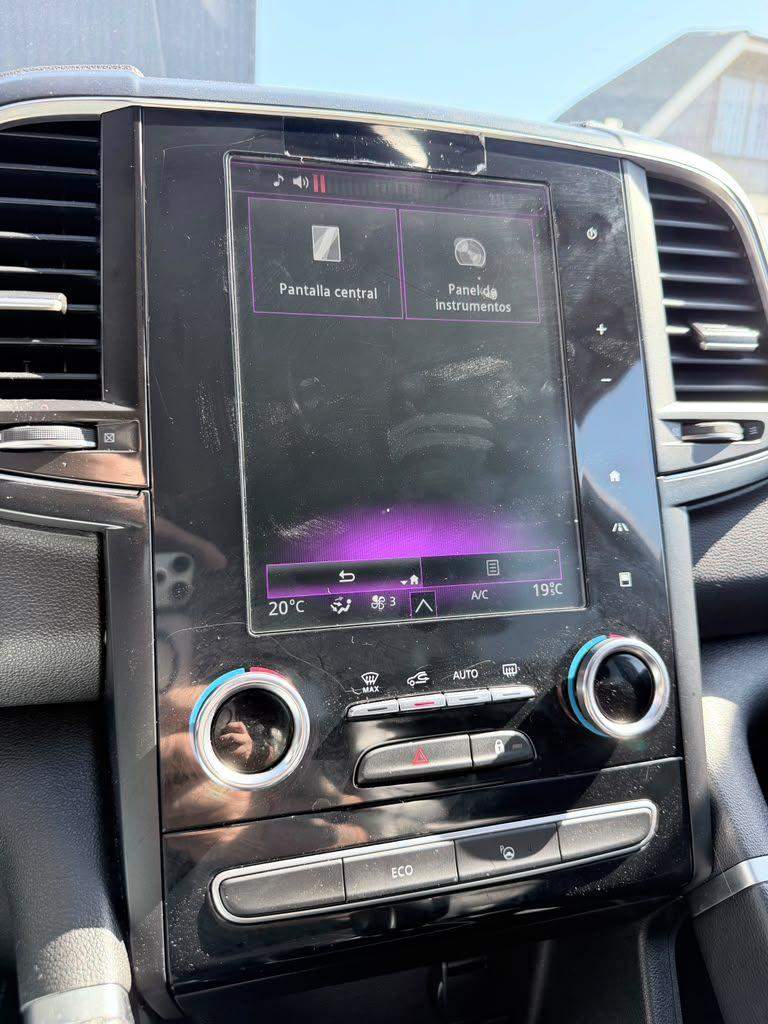 Pantalla central
Panel de
instrumentos
20°C
3
A/C
19°C
MAX
AUTO
ECO